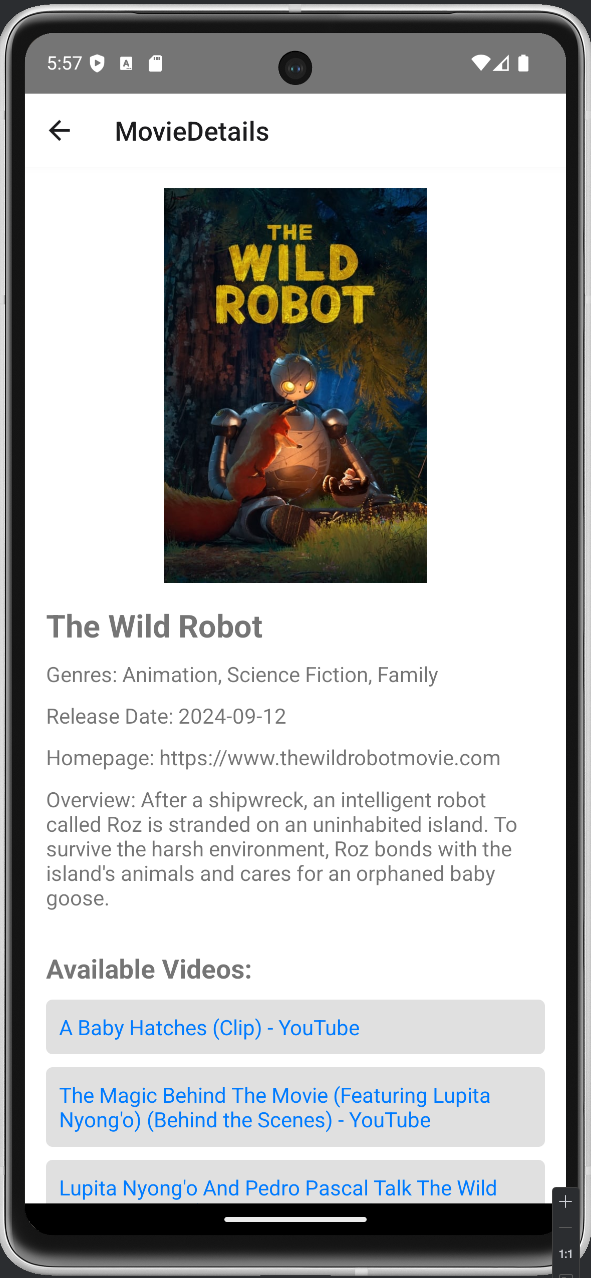 5:57
A
MovieDetails
THE
WILD
ROBOT
The Wild Robot
Genres: Animation, Science Fiction, Family
Release Date: 2024-09-12
Homepage: https://www.thewildrobotmovie.com
Overview: After a shipwreck, an intelligent robot
called Roz is stranded on an uninhabited island. To
survive the harsh environment, Roz bonds with the
island's animals and cares for an orphaned baby
goose.
Available Videos:
A Baby Hatches (Clip) - YouTube
The Magic Behind The Movie (Featuring Lupita
Nyong'o) (Behind the Scenes) - YouTube
Lupita Nyong'o And Pedro Pascal Talk The Wild
1:1